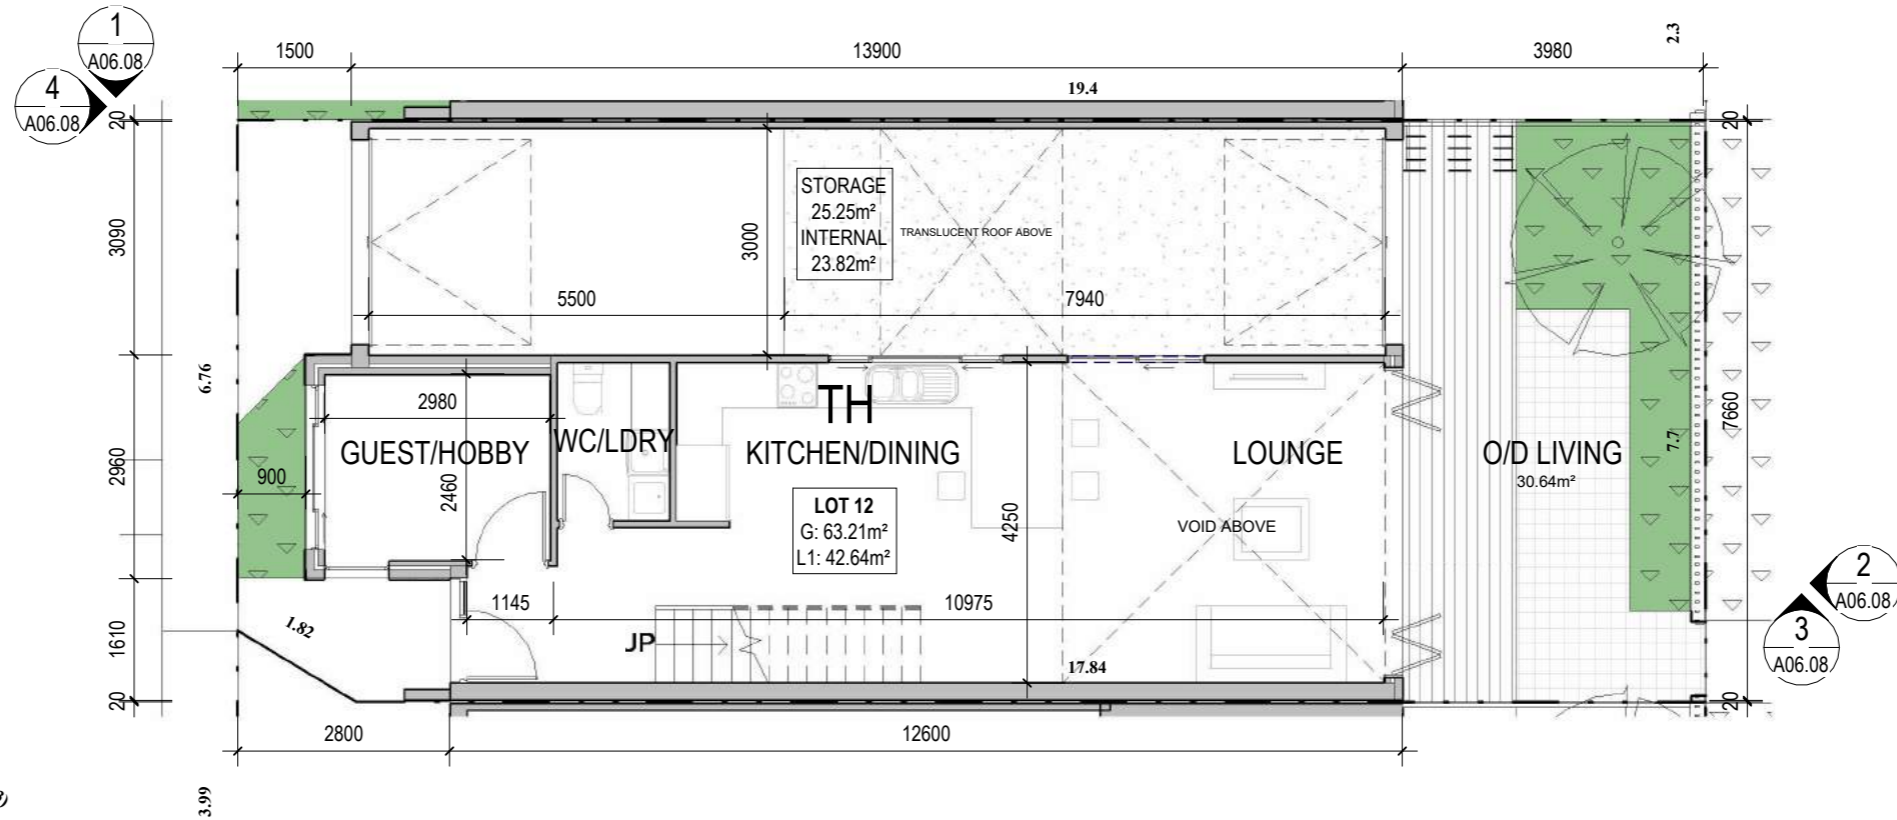 1
A06.08
4
A06.08
1500
13900
3980
2.3
19.4
20
20
3090
STORAGE
25.25m²
INTERNAL
23.82m²
TRANSLUCENT ROOF ABOVE
3000
5500
7940
6.76
2980
TH
GUEST/HOBBY
WC/LDRY
KITCHEN/DINING
LOUNGE
O/D LIVING
30.64m²
7.7
7660
2960
900
2460
LOT 12
G: 63.21m²
L1: 42.64m²
4250
VOID ABOVE
2
A06.08
3
A06.08
1145
10975
1.82
1610
JP
17.84
20
20
2800
12600
3.99